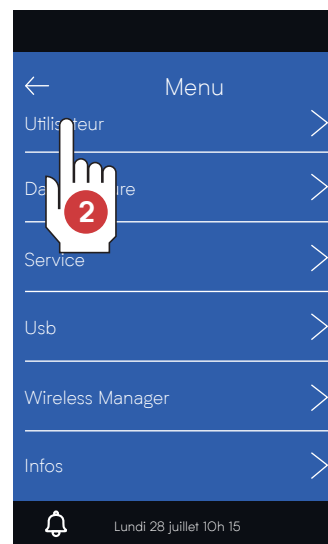 Menu
Utilisateur
Service
2
Usb
Wireless Manager
Infos
Lundi 28 juillet 10h 15